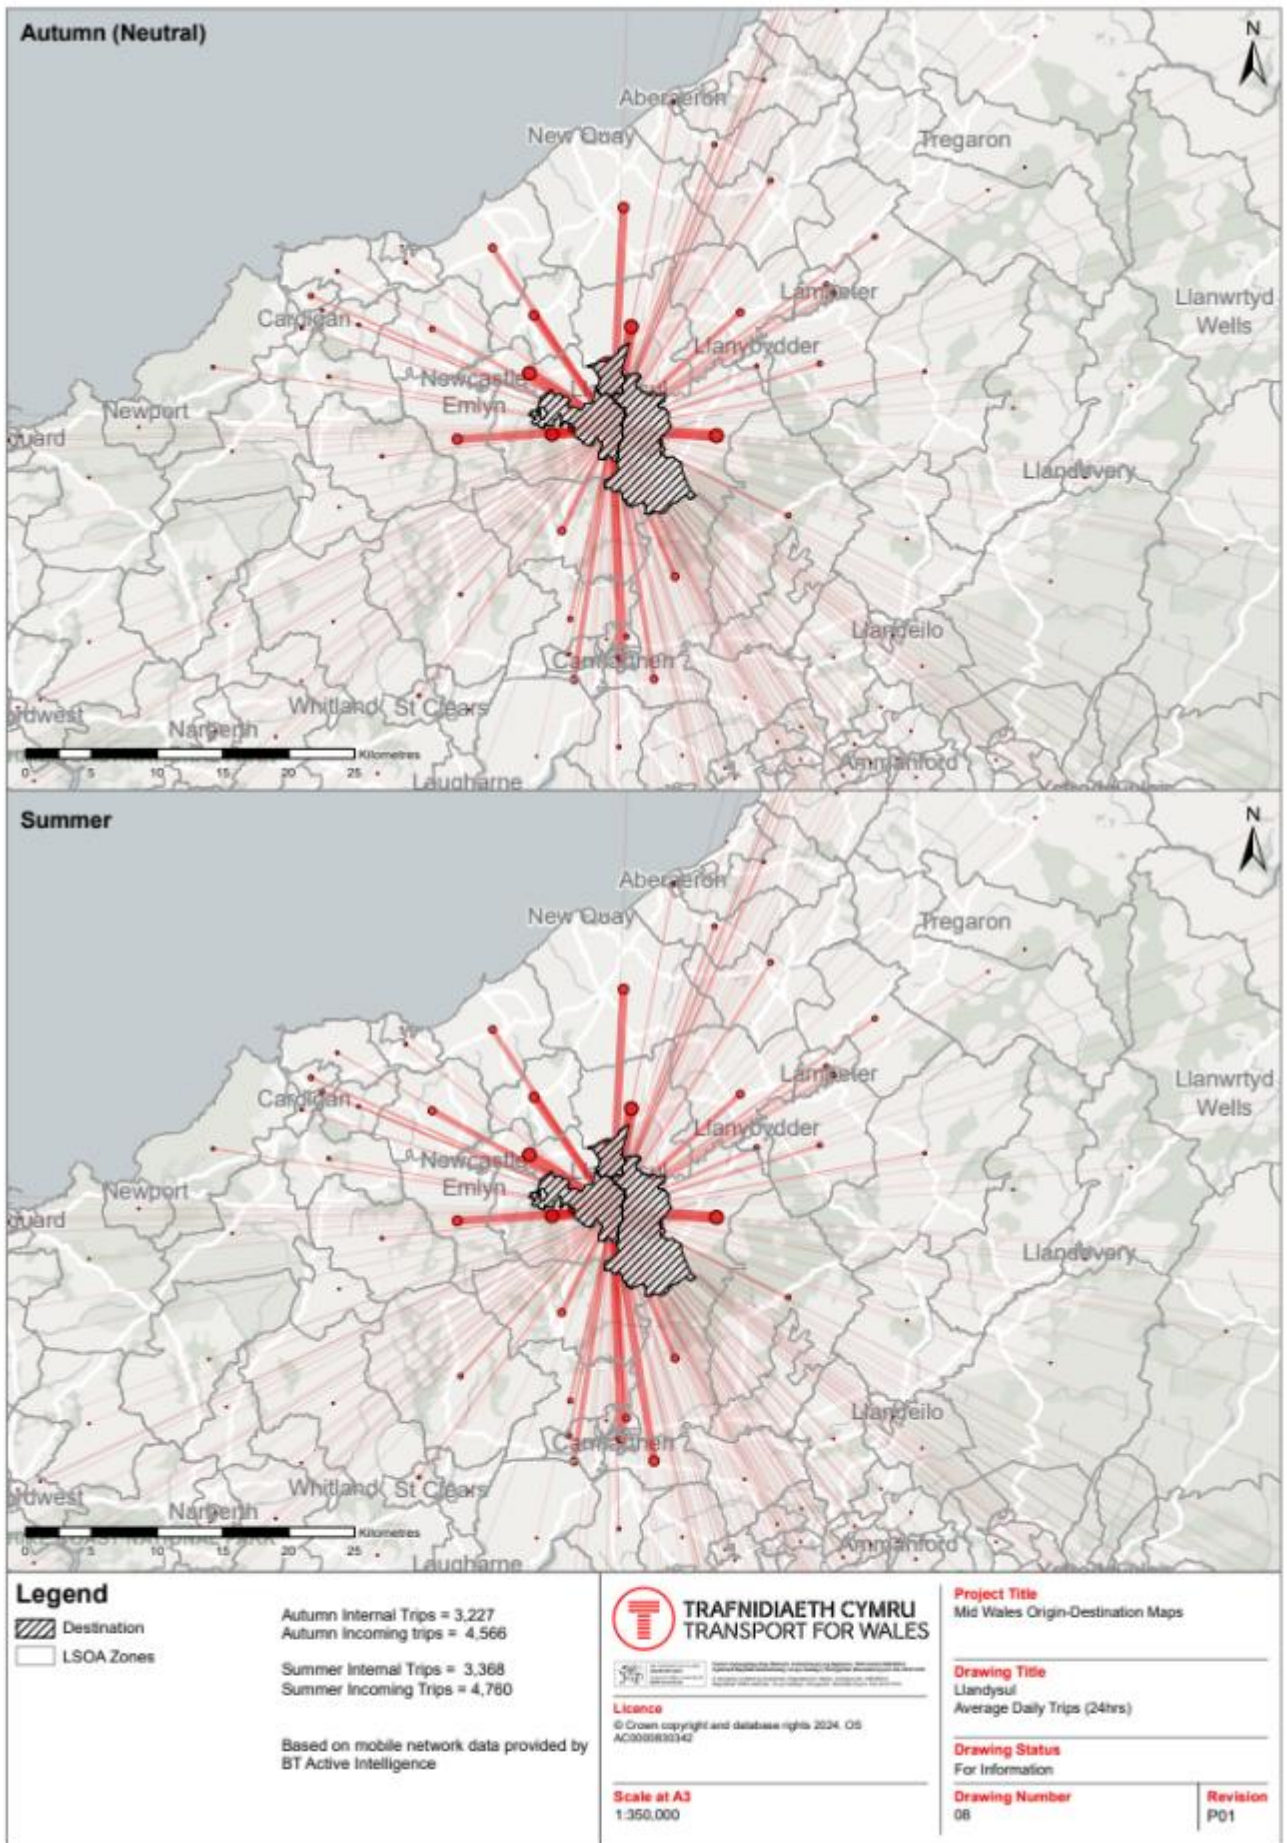 Autumn (Neutral)
N
Aberaeron
New Quay
Tregaron
Lampeter
Cardigan
Llanwrtyd
Wells
Llanybydder
Newcastle
Emlyn
Newport
guard
Llandovery
Llandeilo
Carmarthen
Whitland
St Clears
Narberth
Kilometres
0 5 10 15 20 25
Ammanford
Laugharne
Summer
N
Aberaeron
New Quay
Tregaron
Lampeter
Cardigan
Llanwrtyd
Wells
Llanybydder
Newcastle
Emlyn
Newport
guard
Llandovery
Llandeilo
Carmarthen
Whitland
St Clears
Narberth
Kilometres
0 5 10 15 20 25
Ammanford
Laugharne
Legend
Destination
LSOA Zones
Autumn Internal Trips = 3,227
Autumn Incoming trips = 4,566
Summer Internal Trips = 3,368
Summer Incoming Trips = 4,760
Based on mobile network data provided by
BT Active Intelligence
TRAFNIDIAETH CYMRU
TRANSPORT FOR WALES
Licence
© Crown copyright and database rights 2024. OS
AC0000830342
Scale at A3
1:350,000
Project Title
Mid Wales Origin-Destination Maps
Drawing Title
Llandysul
Average Daily Trips (24hrs)
Drawing Status
For Information
Drawing Number
08
Revision
P01